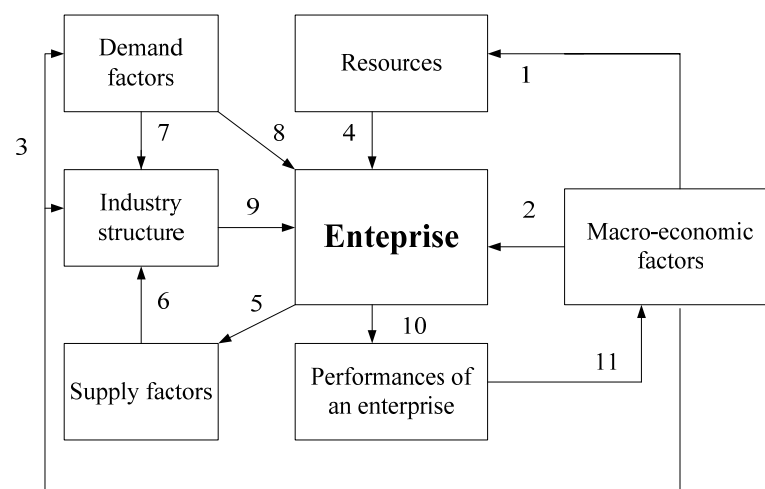 Demand
factors
Resources
1
7
8
4
3
Industry
structure
9
Enteprise
2
Macro-economic
factors
6
5
10
Supply factors
Performances of
an enterprise
11